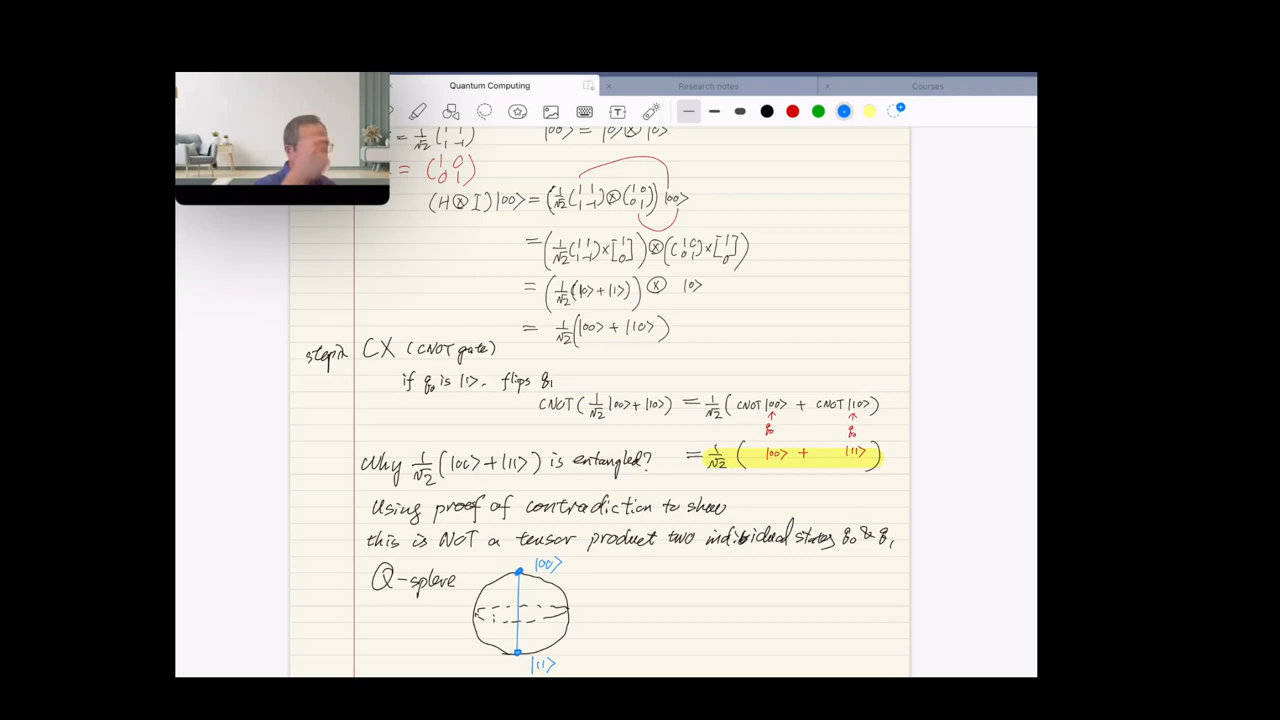 Quantum Computing
Research notes
Courses
= 1/√2 (1 1 / 1 -1)
|00> = |0> ⊗ |0>
= (1 0 / 0 1)
(H⊗I)|00> = (1/√2 (1 1 / 1 -1) ⊗ (1 0 / 0 1)) |00>
= (1/√2 (1 1 / 1 -1) × [1 / 0]) ⊗ ((1 0 / 0 1) × [1 / 0])
= (1/√2 (|0> + |1>)) ⊗ |0>
= 1/√2 (|00> + |10>)
step2 CX (CNOT gate)
if q0 is |1>. flips q1
CNOT (1/√2 |00> + |10>) = 1/√2 (CNOT |00> + CNOT |10>)
↑ ↑
q0 q0
= 1/√2 ( |00> + |11> )
Why 1/√2 (|00> + |11>) is entangled?
Using proof of contradiction to show
this is NOT a tensor product two individual states q0 & q1
Q-sphere
|00>
|11>